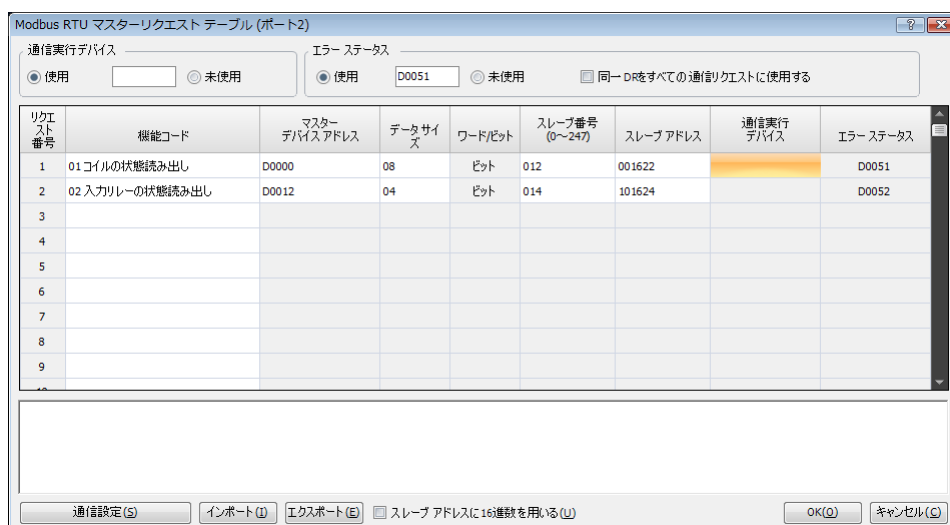 Modbus RTU マスターリクエスト テーブル (ポート2)
通信実行デバイス
使用
未使用
エラー ステータス
使用
D0051
未使用
同一 DRをすべての通信リクエストに使用する
リクエスト番号
機能コード
マスター デバイス アドレス
データ サイズ
ワード/ビット
スレーブ番号 (0～247)
スレーブ アドレス
通信実行デバイス
エラー ステータス
1 01 コイルの状態読み出し D0000 08 ビット 012 001622 D0051
2 02 入力リレーの状態読み出し D0012 04 ビット 014 101624 D0052
3
4
5
6
7
8
9
通信設定(S)
インポート(I)
エクスポート(E)
スレーブ アドレスに16進数を用いる(U)
OK(O)
キャンセル(C)